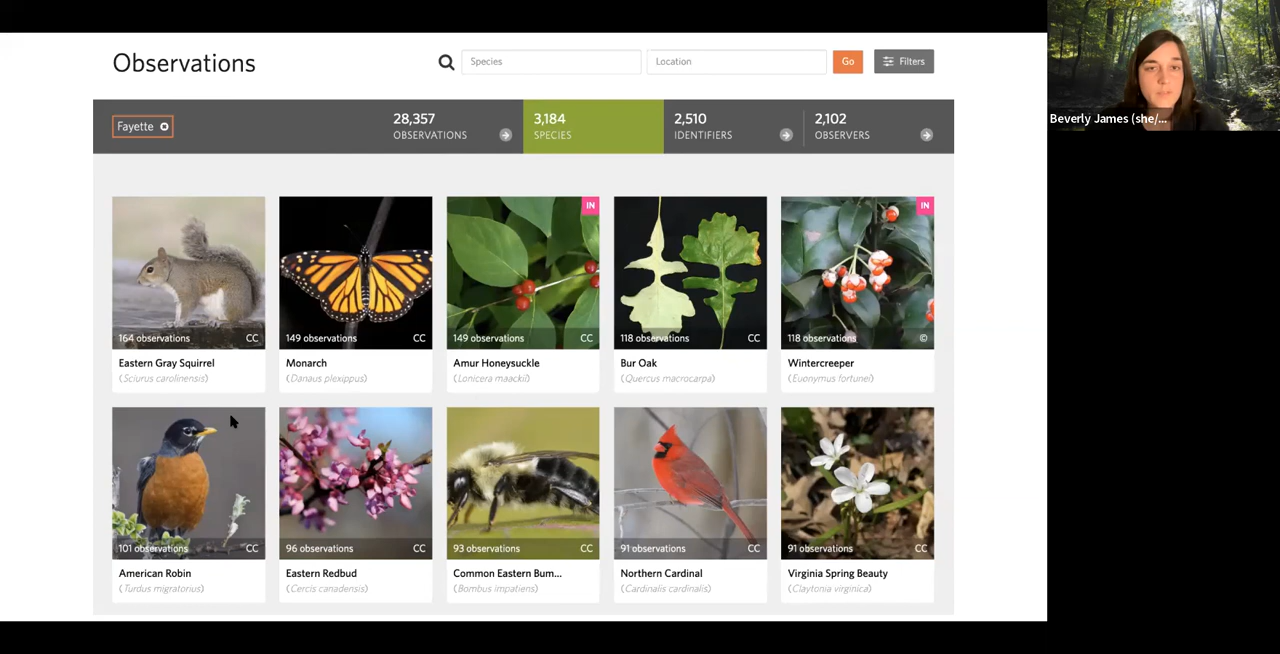 Observations
Species
Location
Go
Filters
Fayette
28,357
OBSERVATIONS
3,184
SPECIES
2,510
IDENTIFIERS
2,102
OBSERVERS
Beverly James (she/...
IN
IN
164 observations CC
149 observations CC
149 observations CC
118 observations CC
118 observations ©
Eastern Gray Squirrel
(Sciurus carolinensis)
Monarch
(Danaus plexippus)
Amur Honeysuckle
(Lonicera maackii)
Bur Oak
(Quercus macrocarpa)
Wintercreeper
(Euonymus fortunei)
101 observations CC
96 observations CC
93 observations CC
91 observations CC
91 observations CC
American Robin
(Turdus migratorius)
Eastern Redbud
(Cercis canadensis)
Common Eastern Bum...
(Bombus impatiens)
Northern Cardinal
(Cardinalis cardinalis)
Virginia Spring Beauty
(Claytonia virginica)